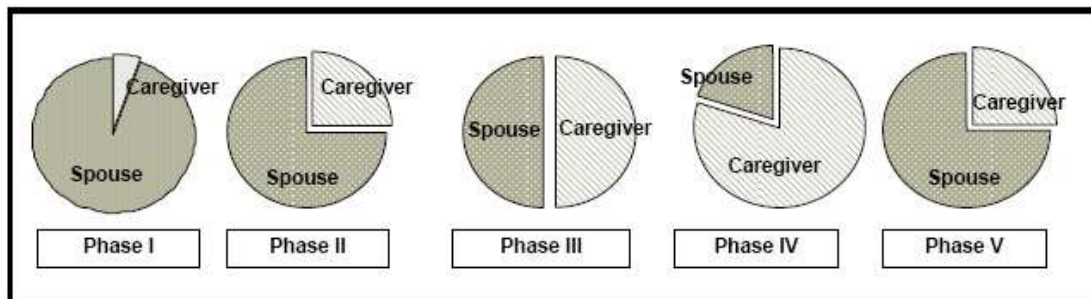 Caregiver
Spouse
Phase I
Caregiver
Spouse
Phase II
Spouse
Caregiver
Phase III
Spouse
Caregiver
Phase IV
Caregiver
Spouse
Phase V